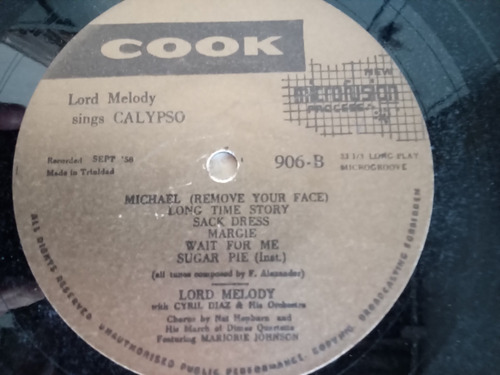 COOK
NEW
microfusion
PROCESS
Lord Melody
sings CALYPSO
Recorded SEPT '58
Made in Trinidad
906-B
33 1/3 LONG PLAY
MICROGROOVE
MICHAEL (REMOVE YOUR FACE)
LONG TIME STORY
SACK DRESS
MARGIE
WAIT FOR ME
SUGAR PIE (Inst.)
(all tunes composed by F. Alexander)
LORD MELODY
with CYRIL DIAZ & His Orchestra
Chorus by Nat Hepburn and
His March of Dimes Quartette
Featuring MARJORIE JOHNSON
ALL RIGHTS RESERVED. UNAUTHORISED PUBLIC PERFORMANCE, COPYING, BROADCASTING FORBIDDEN